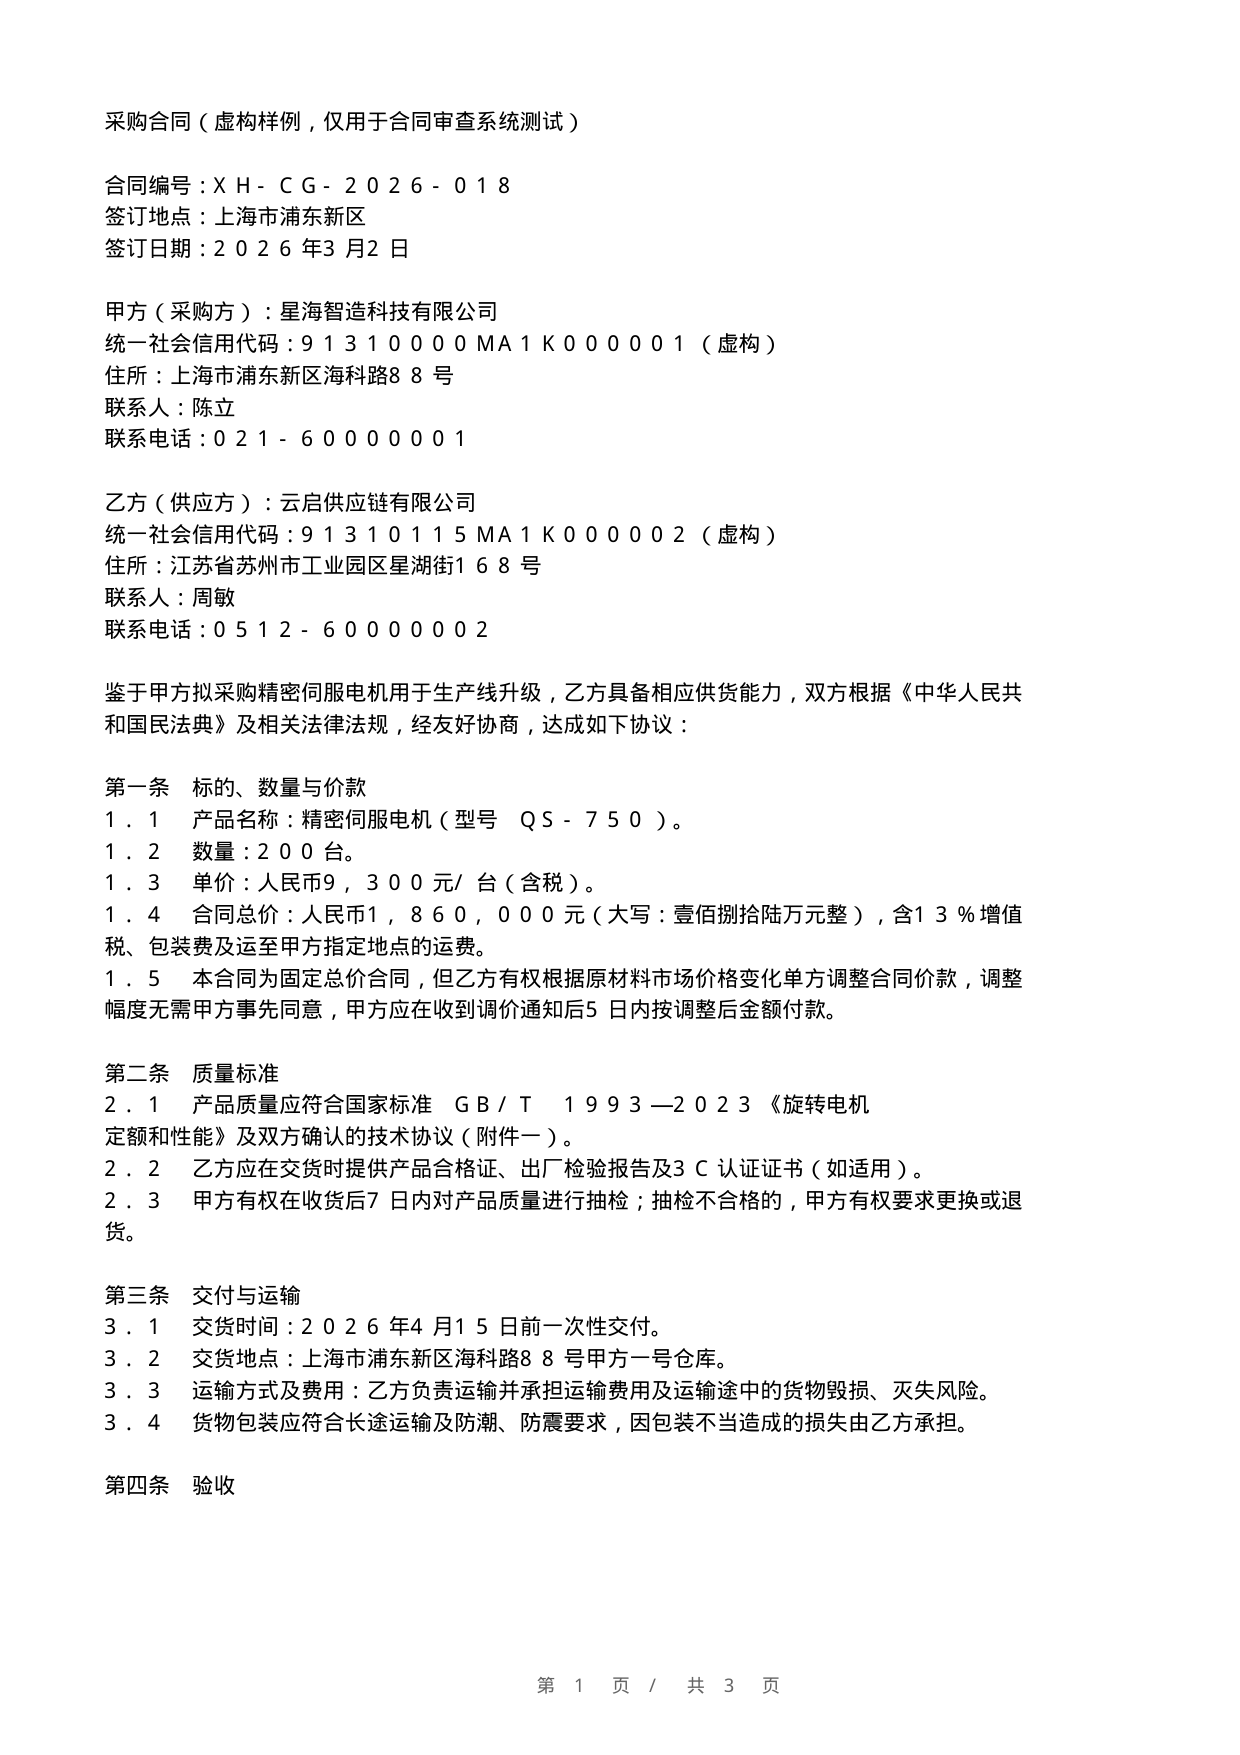 采购合同（虚构样例，仅用于合同审查系统测试）
合同编号：XH-CG-2026-018
签订地点：上海市浦东新区
签订日期：2026年3月2日
甲方（采购方）：星海智造科技有限公司
统一社会信用代码：91310000MA1K000001（虚构）
住所：上海市浦东新区海科路88号
联系人：陈立
联系电话：021-60000001
乙方（供应方）：云启供应链有限公司
统一社会信用代码：91310115MA1K000002（虚构）
住所：江苏省苏州市工业园区星湖街168号
联系人：周敏
联系电话：0512-60000002
鉴于甲方拟采购精密伺服电机用于生产线升级，乙方具备相应供货能力，双方根据《中华人民共
和国民法典》及相关法律法规，经友好协商，达成如下协议：
第一条 标的、数量与价款
1.1 产品名称：精密伺服电机（型号 QS-750）。
1.2 数量：200台。
1.3 单价：人民币9,300元/台（含税）。
1.4 合同总价：人民币1,860,000元（大写：壹佰捌拾陆万元整），含13%增值
税、包装费及运至甲方指定地点的运费。
1.5 本合同为固定总价合同，但乙方有权根据原材料市场价格变化单方调整合同价款，调整
幅度无需甲方事先同意，甲方应在收到调价通知后5日内按调整后金额付款。
第二条 质量标准
2.1 产品质量应符合国家标准 GB/T 1993—2023《旋转电机
定额和性能》及双方确认的技术协议（附件一）。
2.2 乙方应在交货时提供产品合格证、出厂检验报告及3C认证证书（如适用）。
2.3 甲方有权在收货后7日内对产品质量进行抽检；抽检不合格的，甲方有权要求更换或退
货。
第三条 交付与运输
3.1 交货时间：2026年4月15日前一次性交付。
3.2 交货地点：上海市浦东新区海科路88号甲方一号仓库。
3.3 运输方式及费用：乙方负责运输并承担运输费用及运输途中的货物毁损、灭失风险。
3.4 货物包装应符合长途运输及防潮、防震要求，因包装不当造成的损失由乙方承担。
第四条 验收
第 1 页 / 共 3 页